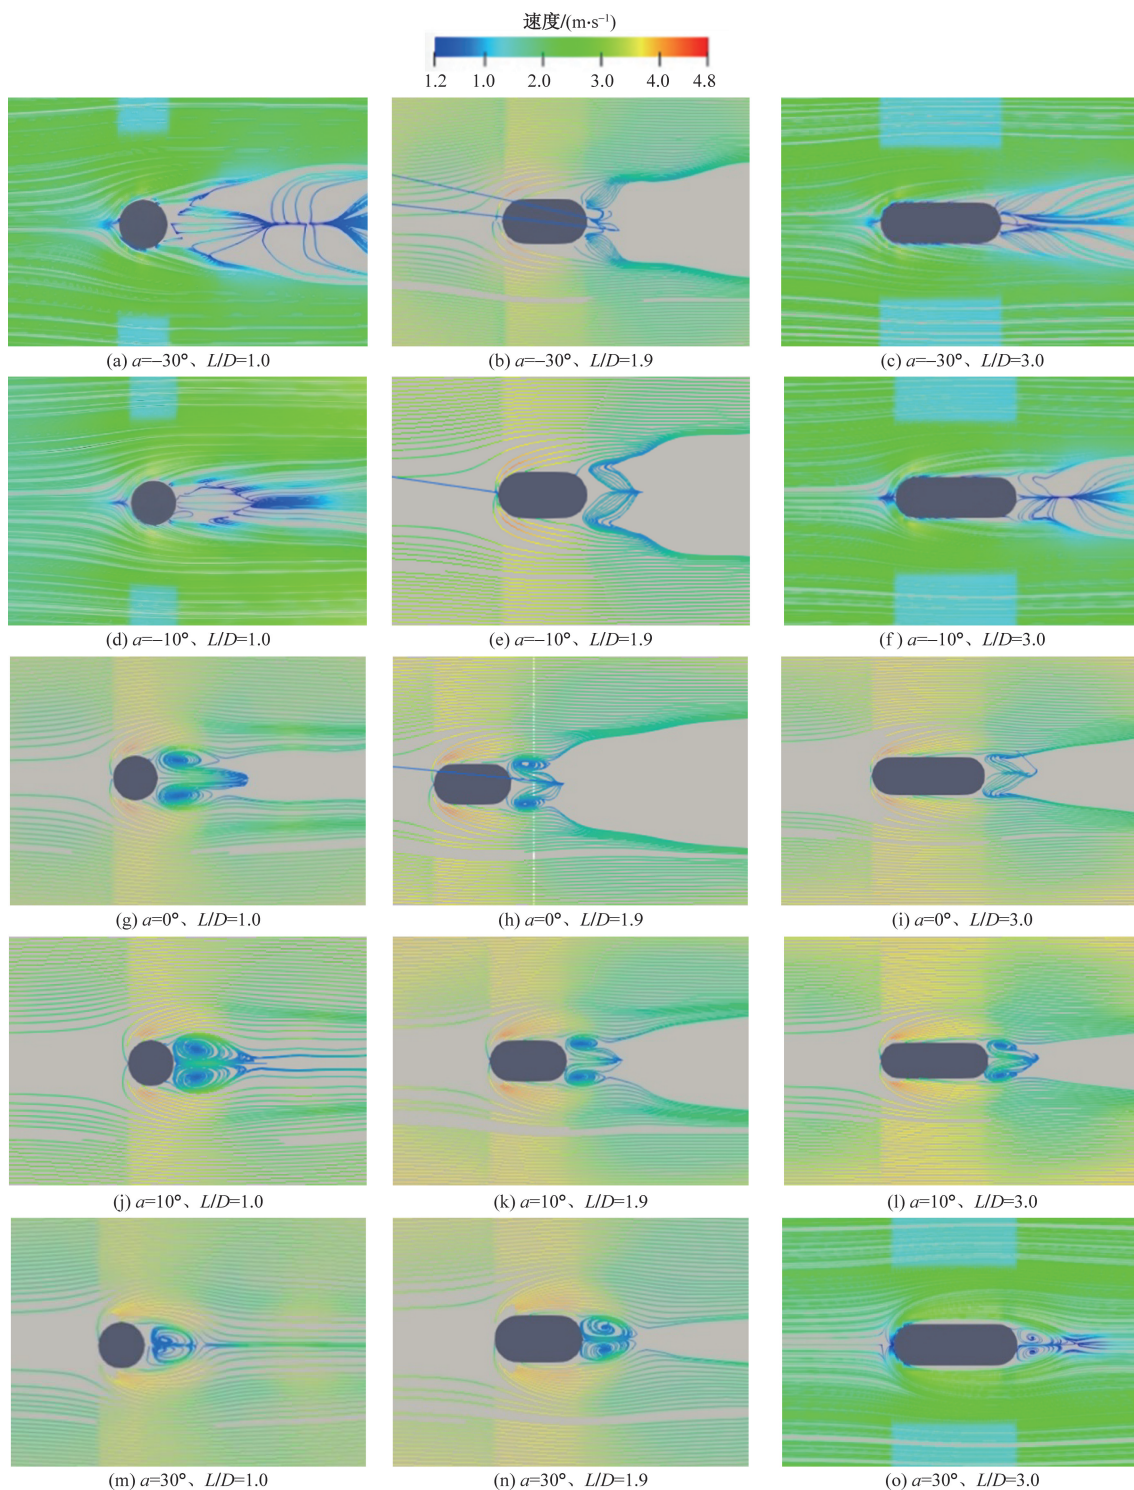 速度/(m·s⁻¹)
1.2 1.0 2.0 3.0 4.0 4.8
(a) a=–30°、L/D=1.0 (b) a=–30°、L/D=1.9 (c) a=–30°、L/D=3.0
(d) a=–10°、L/D=1.0 (e) a=–10°、L/D=1.9 (f ) a=–10°、L/D=3.0
(g) a=0°、L/D=1.0 (h) a=0°、L/D=1.9 (i) a=0°、L/D=3.0
(j) a=10°、L/D=1.0 (k) a=10°、L/D=1.9 (l) a=10°、L/D=3.0
(m) a=30°、L/D=1.0 (n) a=30°、L/D=1.9 (o) a=30°、L/D=3.0